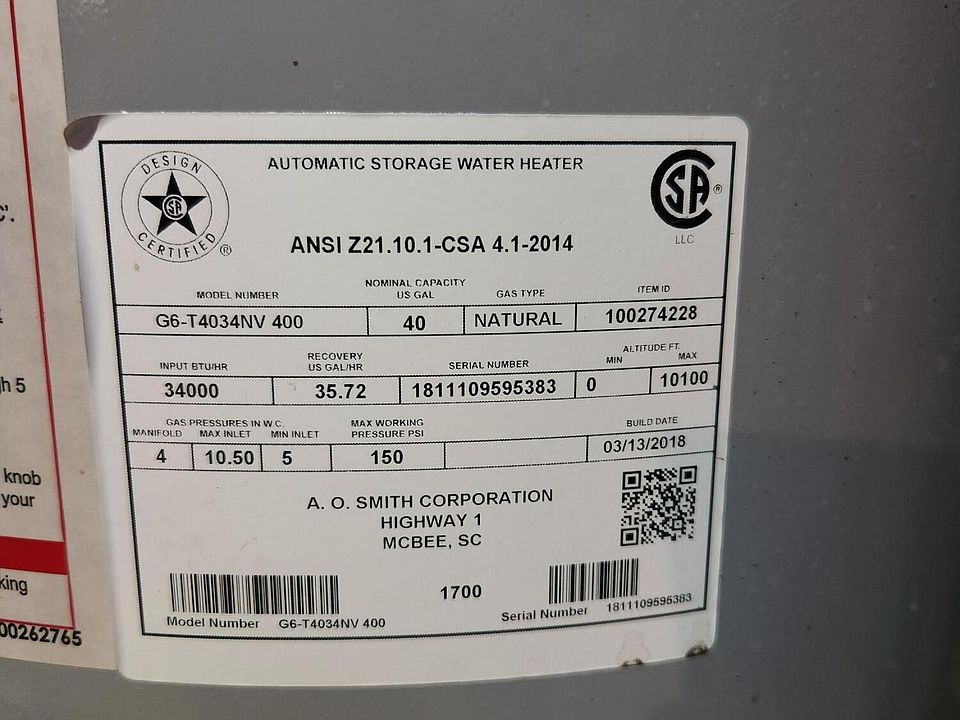 C'.
gh 5
knob
your
king
00262765
DESIGN
CSA
CERTIFIED ®
AUTOMATIC STORAGE WATER HEATER
CSA ®
LLC
ANSI Z21.10.1-CSA 4.1-2014
MODEL NUMBER NOMINAL CAPACITY US GAL GAS TYPE ITEM ID
G6-T4034NV 400 40 NATURAL 100274228
INPUT BTU/HR RECOVERY US GAL/HR SERIAL NUMBER ALTITUDE FT. MIN MAX
34000 35.72 1811109595383 0 10100
GAS PRESSURES IN W.C. MAX WORKING PRESSURE PSI BUILD DATE
MANIFOLD MAX INLET MIN INLET
4 10.50 5 150 03/13/2018
A. O. SMITH CORPORATION
HIGHWAY 1
MCBEE, SC
1700
Model Number G6-T4034NV 400
Serial Number 1811109595383